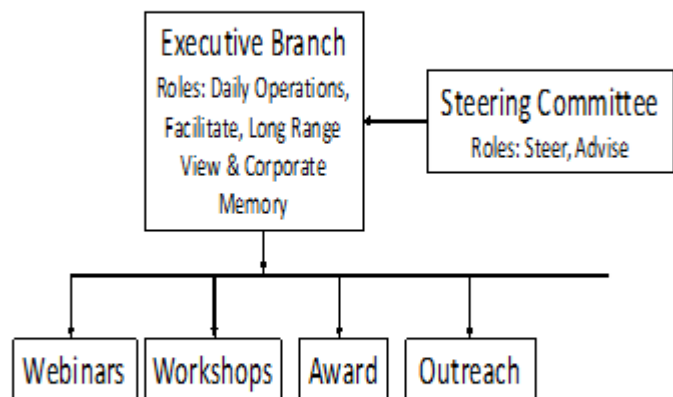 Executive Branch
Roles: Daily Operations,
Facilitate, Long Range
View & Corporate
Memory
Steering Committee
Roles: Steer, Advise
Webinars
Workshops
Award
Outreach